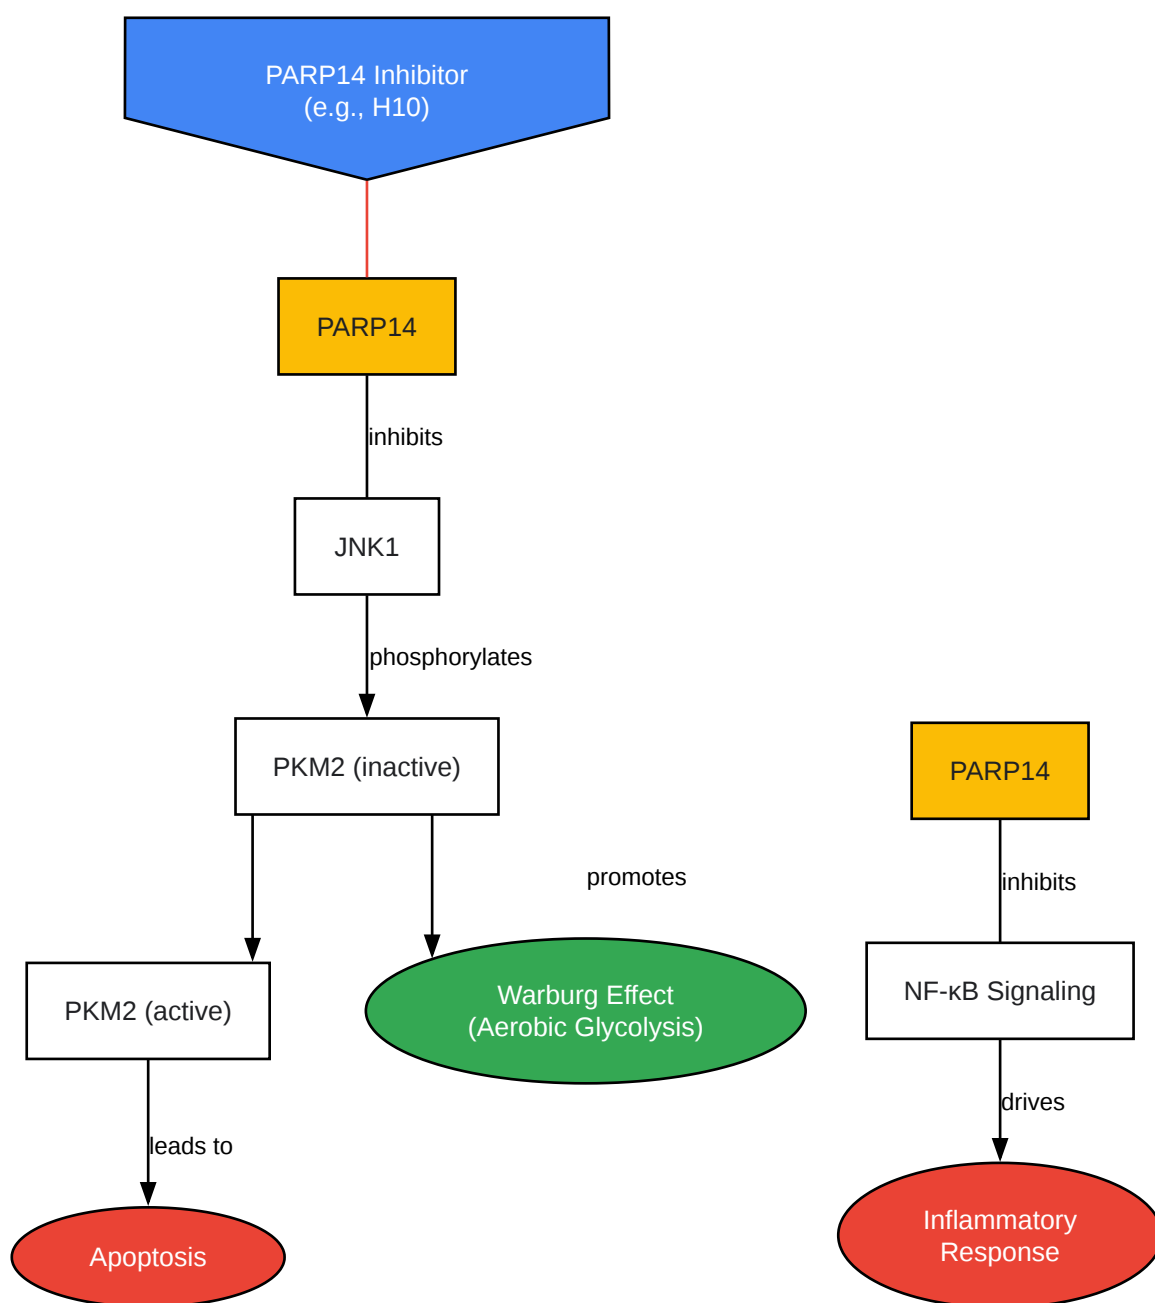 PARP14 Inhibitor
(e.g., H10)
PARP14
inhibits
JNK1
phosphorylates
PKM2 (inactive)
promotes
PKM2 (active)
Warburg Effect
(Aerobic Glycolysis)
leads to
Apoptosis
PARP14
inhibits
NF-κB Signaling
drives
Inflammatory
Response